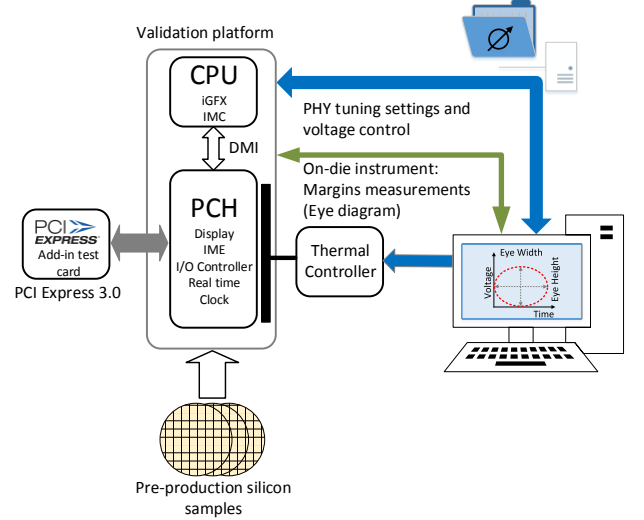 Validation platform
CPU
iGFX
IMC
DMI
PHY tuning settings and
voltage control
On-die instrument:
Margins measurements
(Eye diagram)
PCH
Display
IME
I/O Controller
Real time
Clock
PCI
EXPRESS®
Add-in test
card
PCI Express 3.0
Thermal
Controller
Eye Width
Voltage
Eye Height
Time
Pre-production silicon
samples